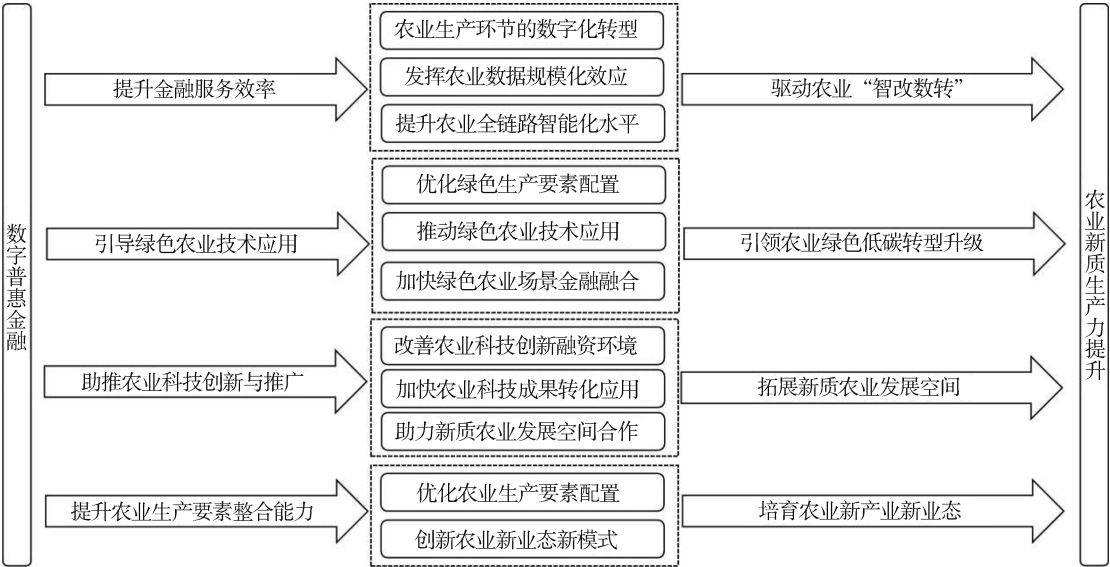 数字普惠金融
提升金融服务效率
农业生产环节的数字化转型
发挥农业数据规模化效应
提升农业全链路智能化水平
驱动农业“智改数转”
引导绿色农业技术应用
优化绿色生产要素配置
推动绿色农业技术应用
加快绿色农业场景金融融合
引领农业绿色低碳转型升级
助推农业科技创新与推广
改善农业科技创新融资环境
加快农业科技成果转化应用
助力新质农业发展空间合作
拓展新质农业发展空间
提升农业生产要素整合能力
优化农业生产要素配置
创新农业新业态新模式
培育农业新产业新业态
农业新质生产力提升